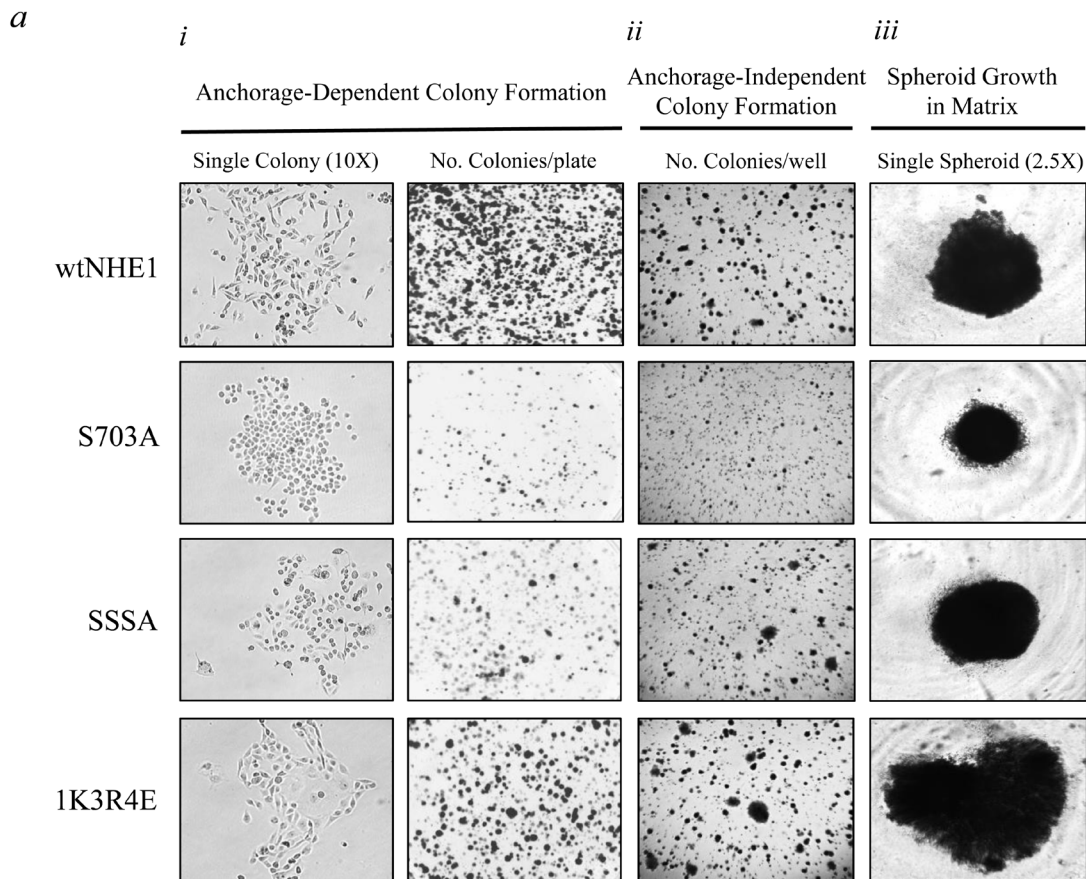 a
i
ii
iii
Anchorage-Dependent Colony Formation
Anchorage-Independent
Colony Formation
Spheroid Growth
in Matrix
Single Colony (10X)
No. Colonies/plate
No. Colonies/well
Single Spheroid (2.5X)
wtNHE1
S703A
SSSA
1K3R4E